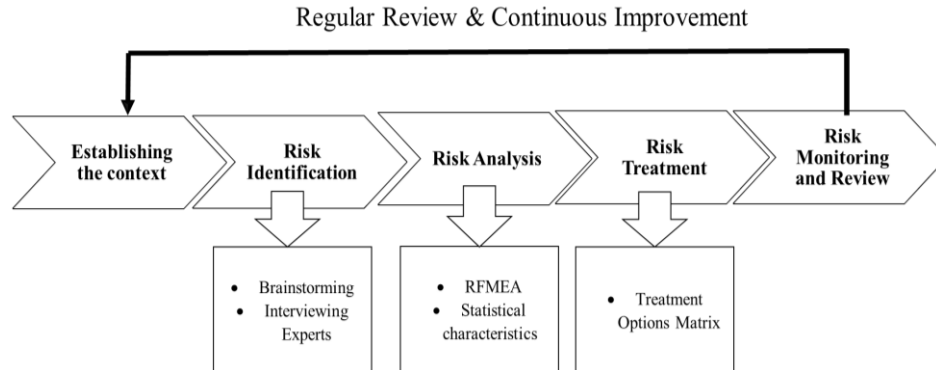 Regular Review & Continuous Improvement
Establishing
the context
Risk
Identification
Risk Analysis
Risk
Treatment
Risk
Monitoring
and Review
• Brainstorming
• Interviewing
Experts
• RFMEA
• Statistical
characteristics
• Treatment
Options Matrix